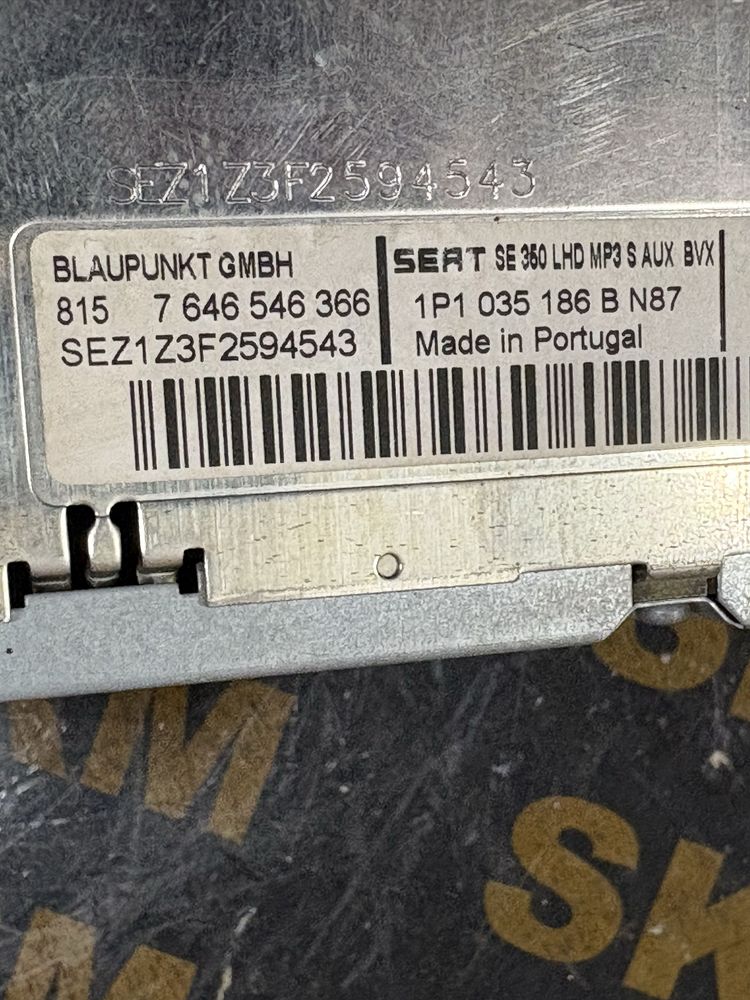 SEZ1Z3F2594543
BLAUPUNKT GMBH
815 7 646 546 366
SEZ1Z3F2594543
SEAT SE 350 LHD MP3 S AUX BVX
1P1 035 186 B N87
Made in Portugal